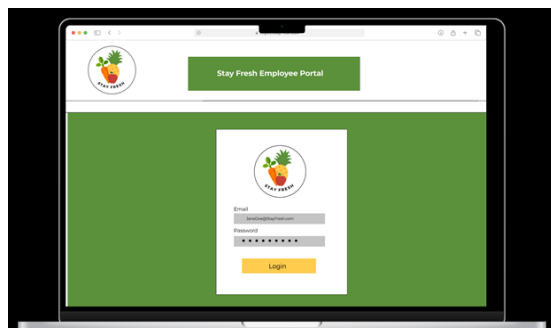 Stay Fresh Employee Portal
STAY FRESH
STAY FRESH
Email
JaneDoe@StayFresh.com
Password
Login